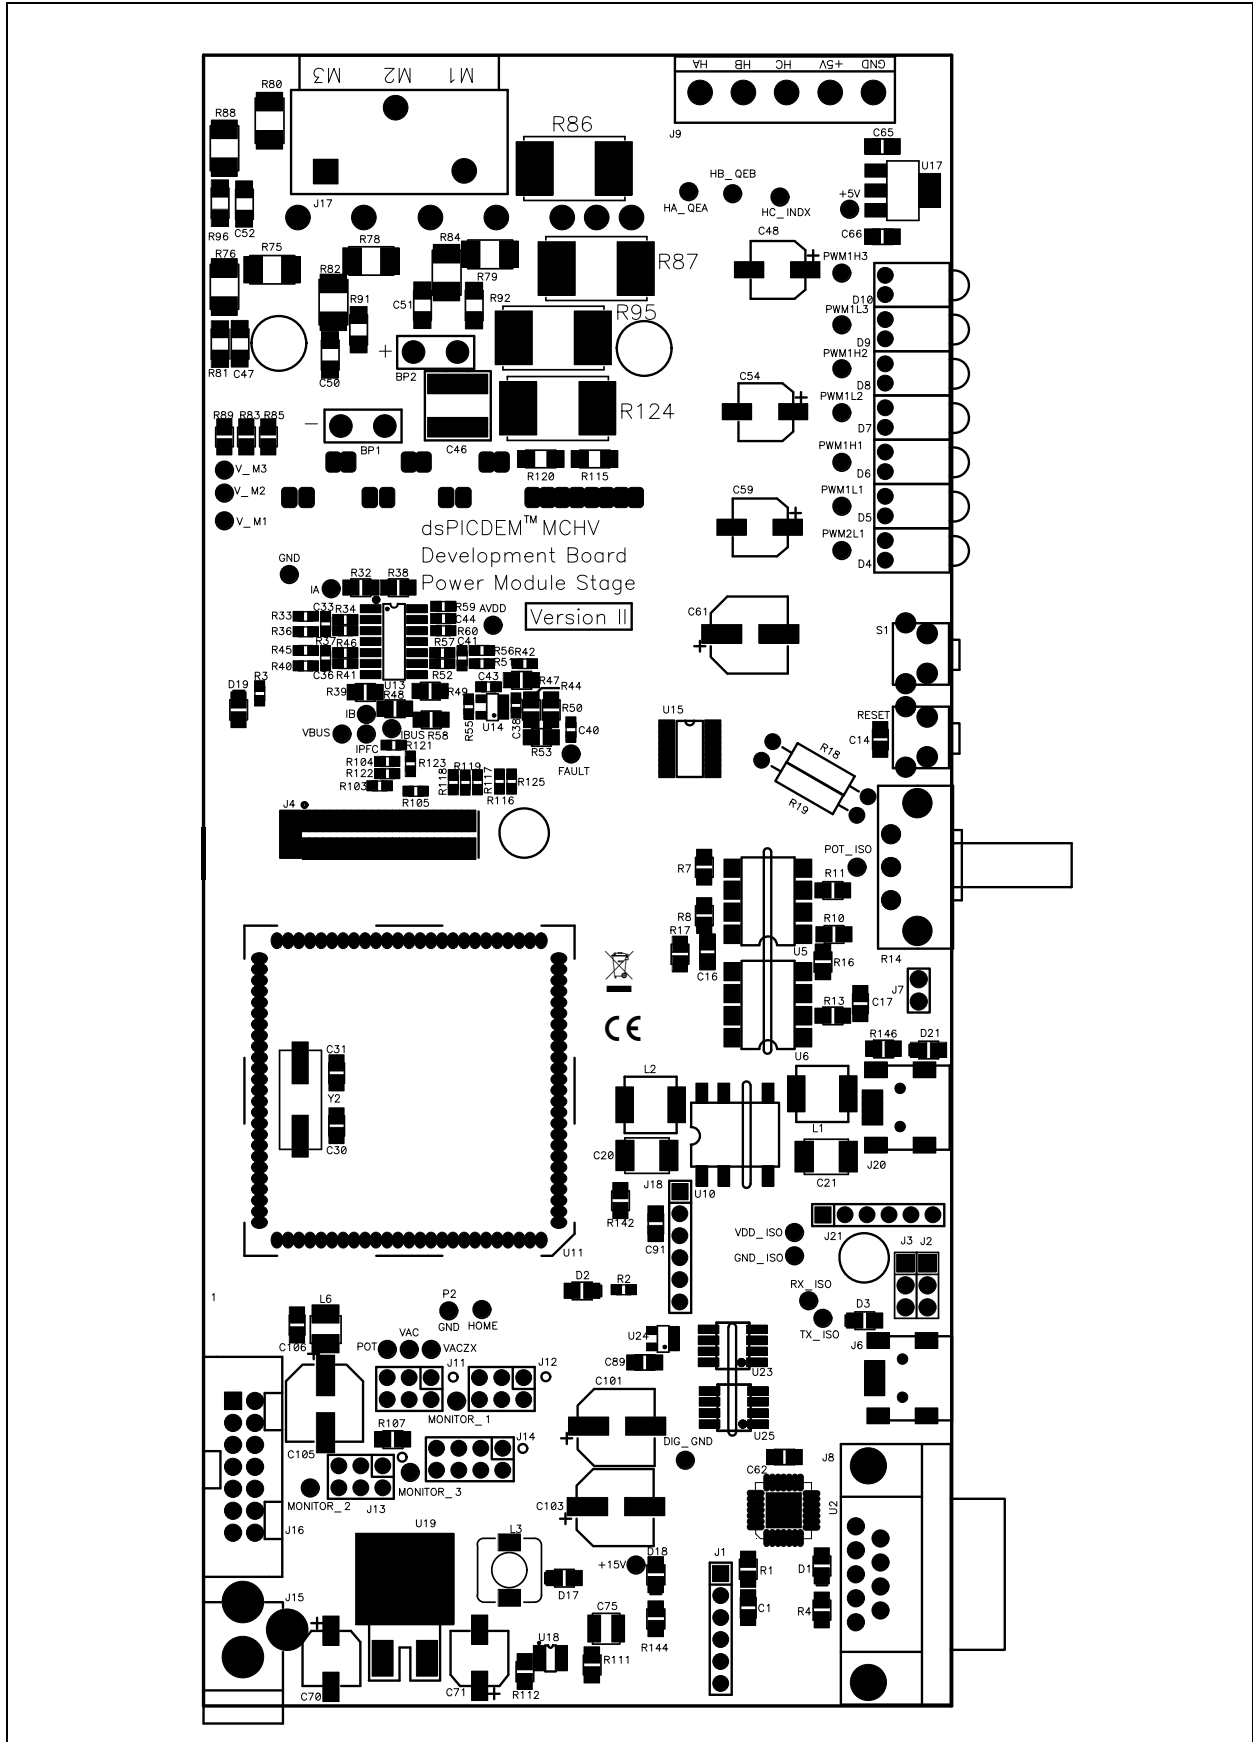 M3 M2 M1
HA HB HC +5V GND
R80
R88
R86
J9
C65
U17
HB_QEB
+5V
HA_QEA
HC_INDX
J17
R96
C52
C48
C66
R76
R75
R78
R84
R79
R87
PWM1H3
R82
R91
C51
R92
D10
R95
PWM1L3
D9
R81
C47
C50
+
BP2
PWM1H2
D8
C54
PWM1L2
R124
R89
R83
R85
-
BP1
C46
D7
PWM1H1
V_M3
R120
R115
D6
V_M2
C59
PWM1L1
V_M1
D5
dsPICDEM™ MCHV
Development Board
Power Module Stage
Version II
PWM2L1
D4
GND
IA
R32
R38
R33
C33
R34
R59
C44
AVDD
C61
S1
R36
R60
R37
R46
R57
C41
R56
R45
R51
R42
R40
C36
R41
R52
D19
R3
U13
C43
R47
R44
R39
R48
R49
R50
IB
R55
U14
C38
C40
U15
RESET
C14
VBUS
IBUS
R58
R53
IPFC
R121
FAULT
R104
R123
R122
R118
R119
R117
R125
R103
R105
R116
R18
R19
J4
POT_ISO
R7
R11
R8
R10
R17
U5
R14
C16
R16
J7
C17
R13
R146
D21
U6
C31
L2
Y2
L1
C30
C20
J20
J18
C21
U10
R142
J21
VDD_ISO
C91
GND_ISO
J3
J2
U11
D2
R2
RX_ISO
1
L6
P2
GND
HOME
TX_ISO
D3
C106
VAC
POT
VACZX
U24
J6
J11
J12
C89
U23
C101
MONITOR_1
R107
J14
DIG_GND
U25
C105
C62
J8
MONITOR_2
J13
MONITOR_3
C103
U2
J16
U19
L3
+15V
D18
J1
R1
D1
J15
D17
C75
C1
R4
U18
R144
R111
C70
C71
R112